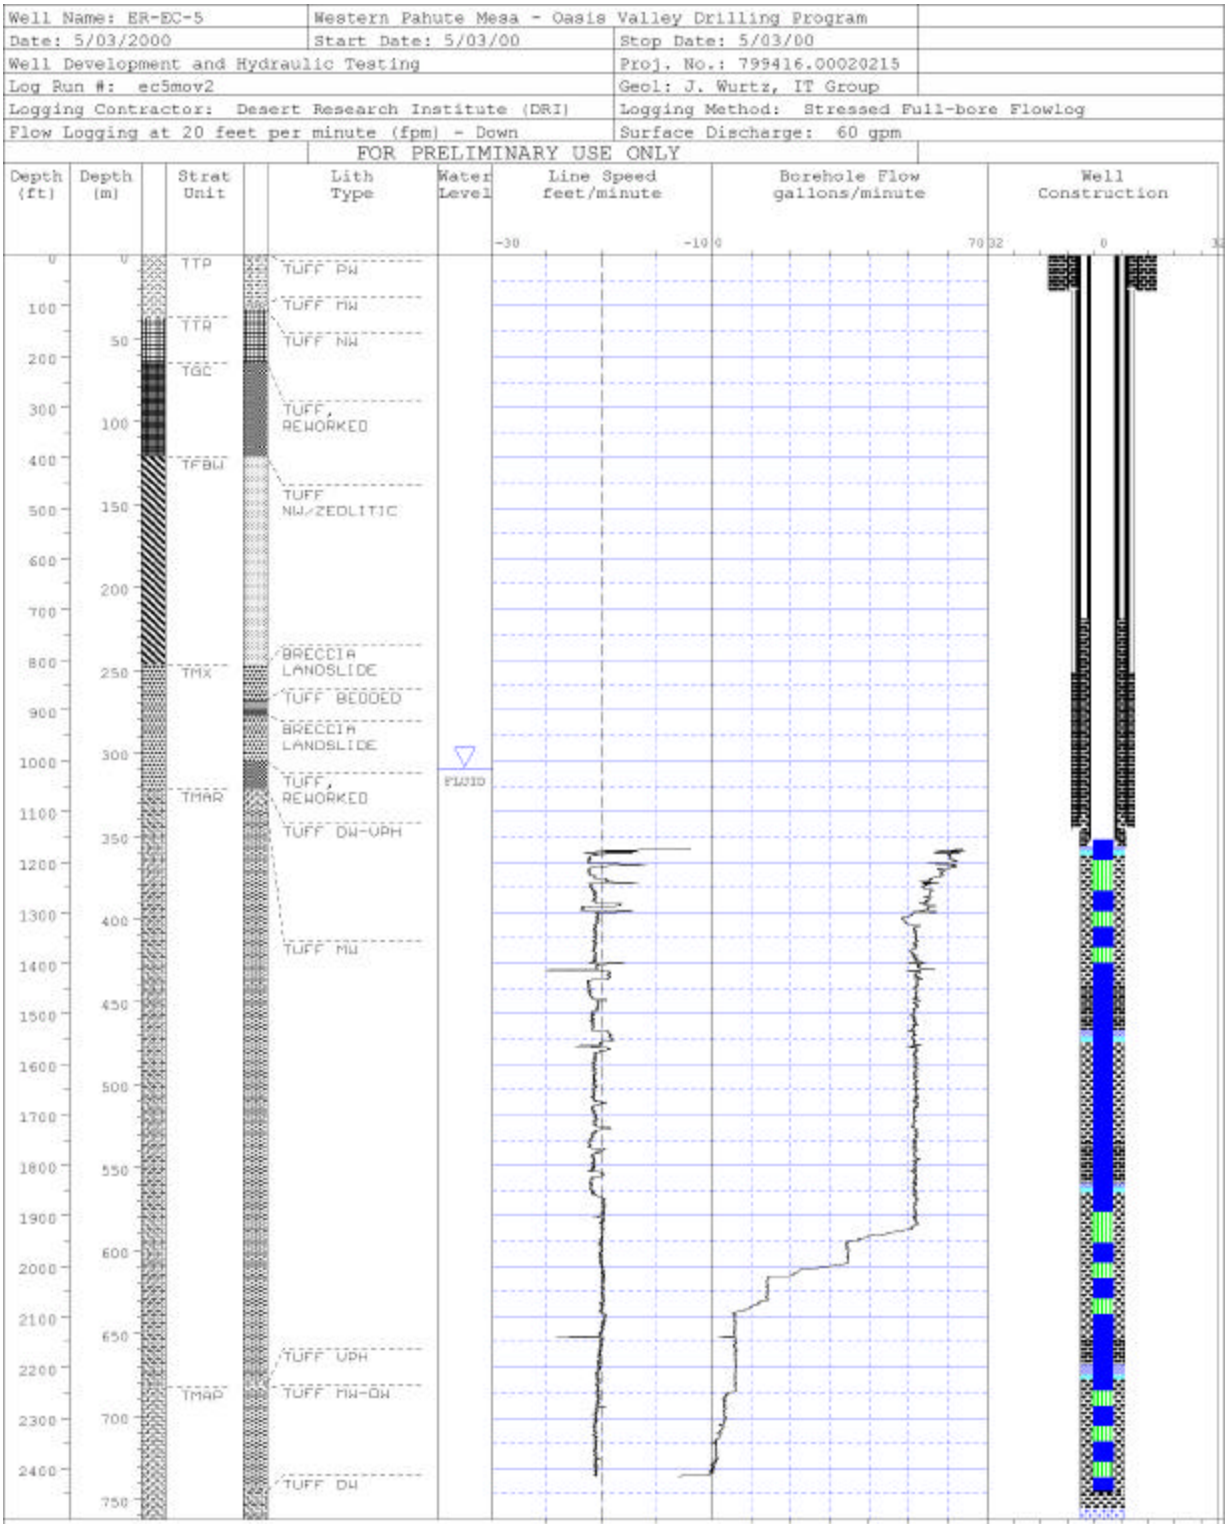 Well Name: ER-EC-5 Western Pahute Mesa - Oasis Valley Drilling Program
Date: 5/03/2000 Start Date: 5/03/00 Stop Date: 5/03/00
Well Development and Hydraulic Testing Proj. No.: 799416.00020215
Log Run #: ec5mov2 Geol: J. Wurtz, IT Group
Logging Contractor: Desert Research Institute (DRI) Logging Method: Stressed Full-bore Flowlog
Flow Logging at 20 feet per minute (fpm) - Down Surface Discharge: 60 gpm
FOR PRELIMINARY USE ONLY
Depth Depth Strat Lith Water Line Speed Borehole Flow Well
(ft) (m) Unit Type Level feet/minute gallons/minute Construction
-30 -10 0 70 32 0 32
0 0 TTP TUFF PW
100 TUFF MW
TTR
50 TUFF NW
200
TGC
300 TUFF,
100 REWORKED
400
TFBW
TUFF
500 150 NW/ZEOLITIC
600
200
700
800 BRECCIA
250 TMX LANDSLIDE
TUFF BEDDED
900
BRECCIA
LANDSLIDE
300
1000
FLUID
TUFF,
TMAR REWORKED
1100
350 TUFF DW-VPH
1200
1300
400
TUFF MW
1400
450
1500
1600
500
1700
1800
550
1900
600
2000
2100
650
TUFF VPH
2200
TMAP TUFF MW-DW
2300
700
2400
TUFF DW
750